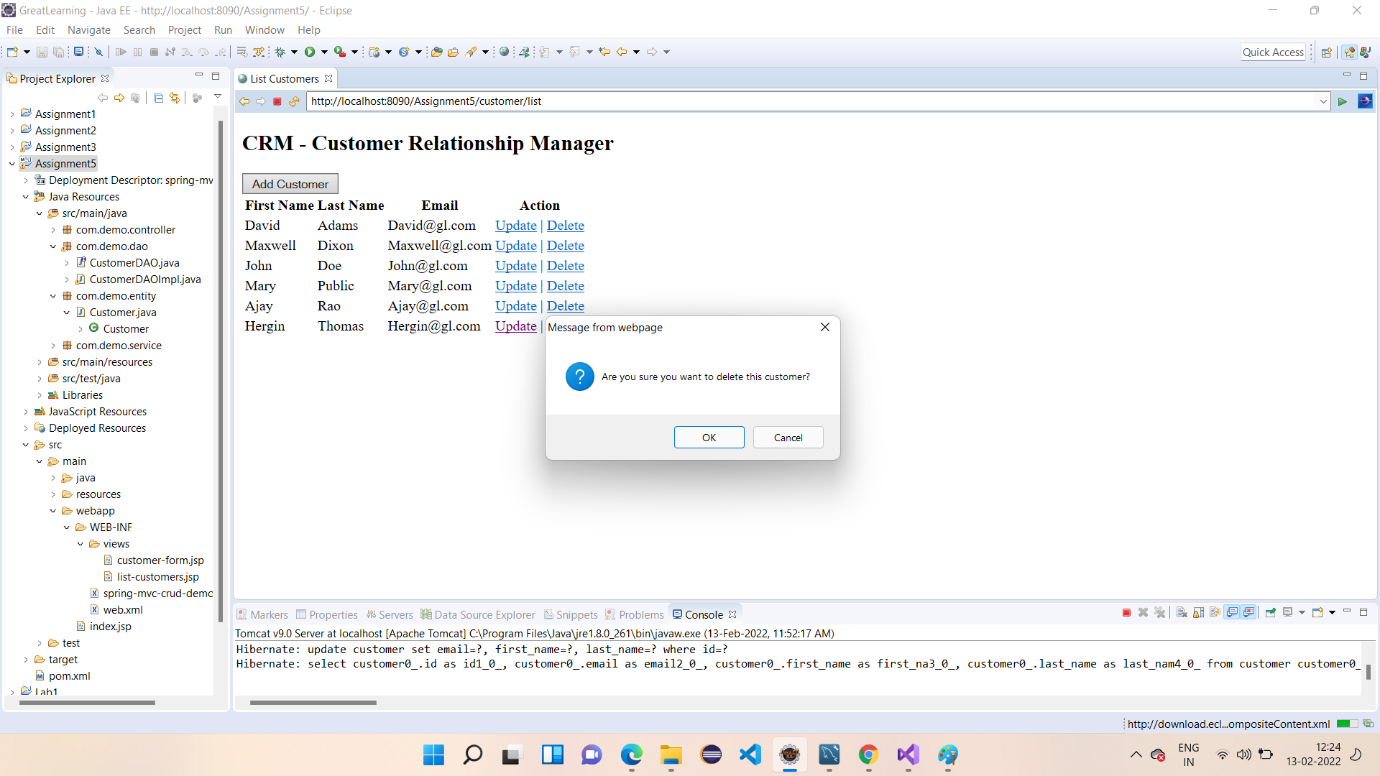 GreatLearning - Java EE - http://localhost:8090/Assignment5/ - Eclipse
File Edit Navigate Search Project Run Window Help
Quick Access
Project Explorer
Assignment1
Assignment2
Assignment3
Assignment5
Deployment Descriptor: spring-mv
Java Resources
src/main/java
com.demo.controller
com.demo.dao
CustomerDAO.java
CustomerDAOImpl.java
com.demo.entity
Customer.java
Customer
com.demo.service
src/main/resources
src/test/java
Libraries
JavaScript Resources
Deployed Resources
src
main
java
resources
webapp
WEB-INF
views
customer-form.jsp
list-customers.jsp
spring-mvc-crud-demo
web.xml
index.jsp
test
target
pom.xml
Lab1
List Customers
http://localhost:8090/Assignment5/customer/list
CRM - Customer Relationship Manager
Add Customer
First Name Last Name Email Action
David Adams David@gl.com Update | Delete
Maxwell Dixon Maxwell@gl.com Update | Delete
John Doe John@gl.com Update | Delete
Mary Public Mary@gl.com Update | Delete
Ajay Rao Ajay@gl.com Update | Delete
Hergin Thomas Hergin@gl.com Update |
Message from webpage
Are you sure you want to delete this customer?
OK Cancel
Markers Properties Servers Data Source Explorer Snippets Problems Console
Tomcat v9.0 Server at localhost [Apache Tomcat] C:\Program Files\Java\jre1.8.0_261\bin\javaw.exe (13-Feb-2022, 11:52:17 AM)
Hibernate: update customer set email=?, first_name=?, last_name=? where id=?
Hibernate: select customer0_.id as id1_0_, customer0_.email as email2_0_, customer0_.first_name as first_na3_0_, customer0_.last_name as last_nam4_0_ from customer customer0_
http://download.ecl...ompositeContent.xml
ENG
IN
12:24
13-02-2022